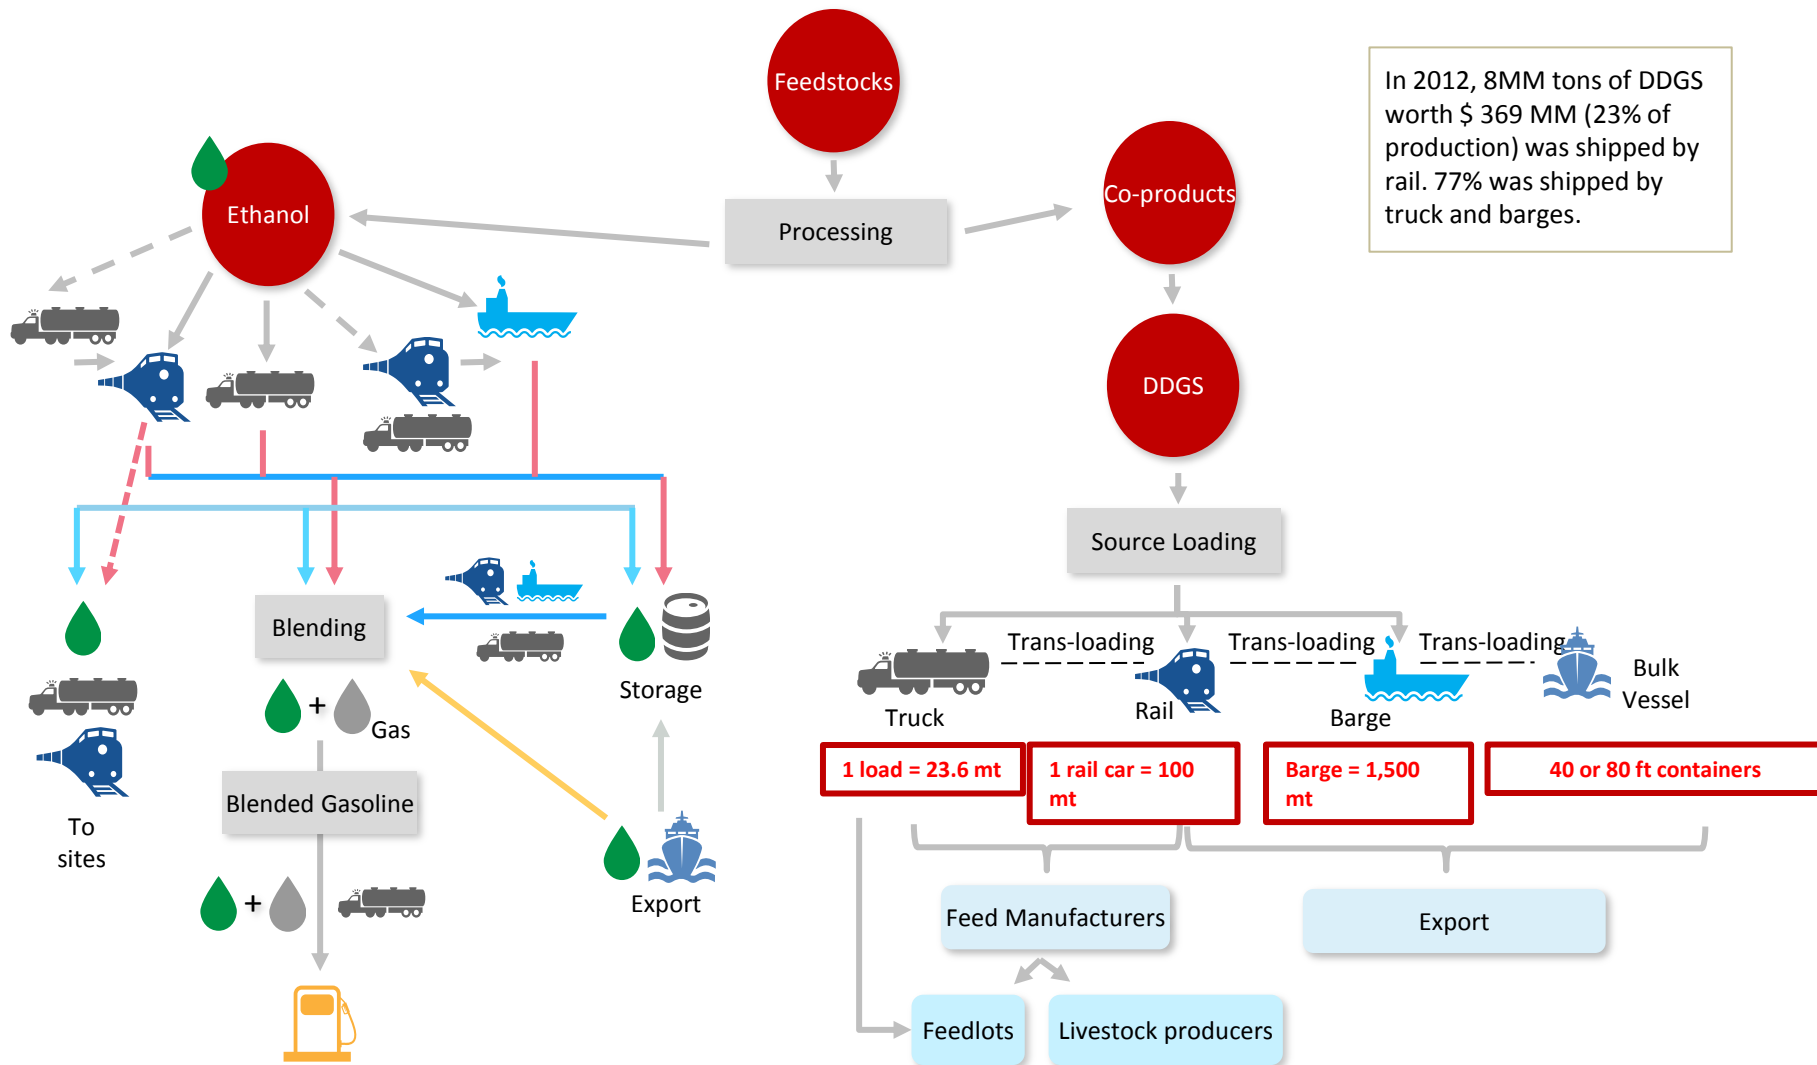 Feedstocks
In 2012, 8MM tons of DDGS
worth $ 369 MM (23% of
production) was shipped by
rail. 77% was shipped by
truck and barges.
Ethanol
Processing
Co-products
DDGS
Source Loading
Blending
Storage
+
Gas
Blended Gasoline
To
sites
+
Export
Trans-loading
Trans-loading
Trans-loading
Truck
Rail
Barge
Bulk
Vessel
1 load = 23.6 mt
1 rail car = 100
mt
Barge = 1,500
mt
40 or 80 ft containers
Feed Manufacturers
Export
Feedlots
Livestock producers